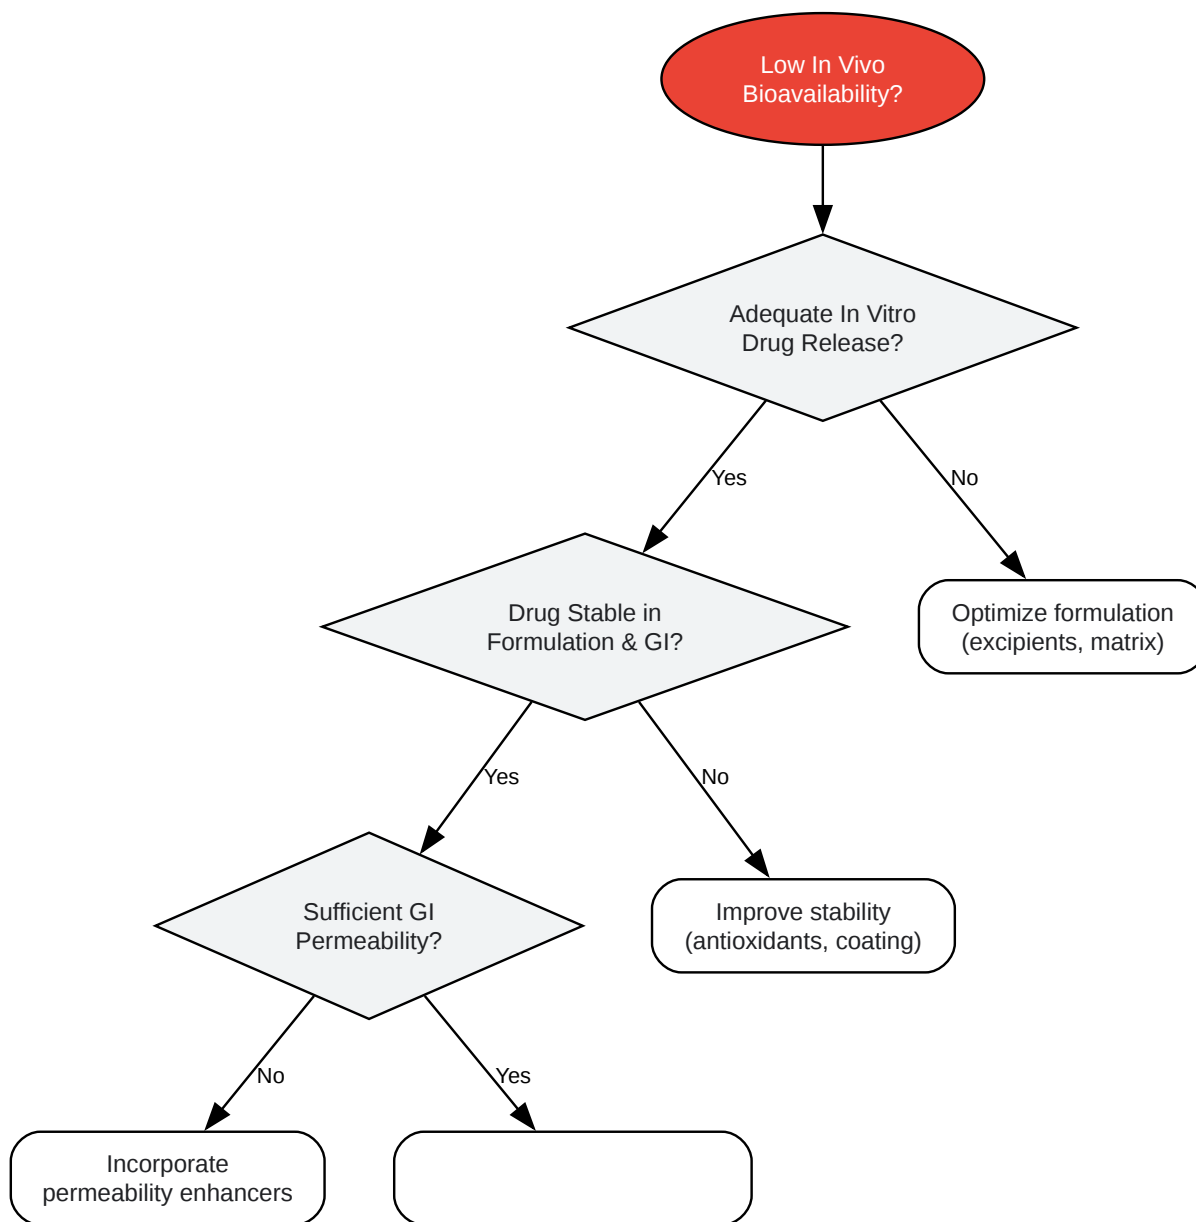 Low In Vivo
Bioavailability?
Adequate In Vitro
Drug Release?
Yes
No
Drug Stable in
Formulation & GI?
Optimize formulation
(excipients, matrix)
Yes
No
Sufficient GI
Permeability?
Improve stability
(antioxidants, coating)
No
Yes
Incorporate
permeability enhancers